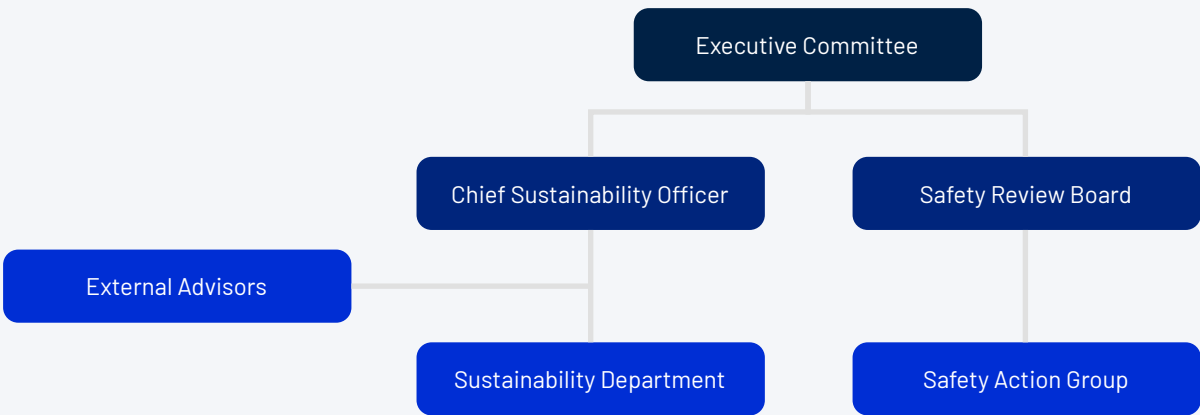 Executive Committee
Chief Sustainability Officer
Safety Review Board
External Advisors
Sustainability Department
Safety Action Group